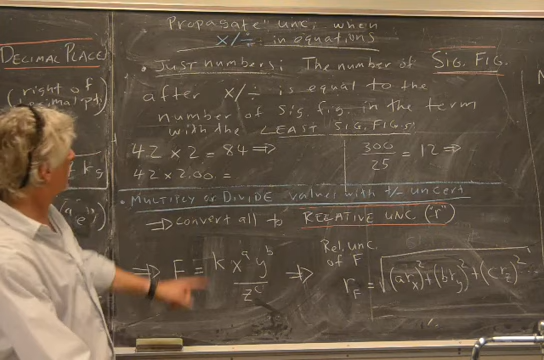 DECIMAL PLACE
(right of
Propagate unc, when
x/÷ in equations
• Just numbers: The number of SIG. FIG.
after x/÷ is equal to the
number of sig. fig. in the term
with the LEAST SIG. FIGS.
42 x 2 = 84 ⇒
42 x 2.00 =
300/25 = 12 ⇒
• MULTIPLY or DIVIDE values with +/- uncert
⇒ convert all to RELATIVE UNC. ("r")
⇒ F = k x^a y^b / z^c ⇒
Rel. unc.
of F
r_F = √((a r_x)² + (b r_y)² + (c r_z)²)